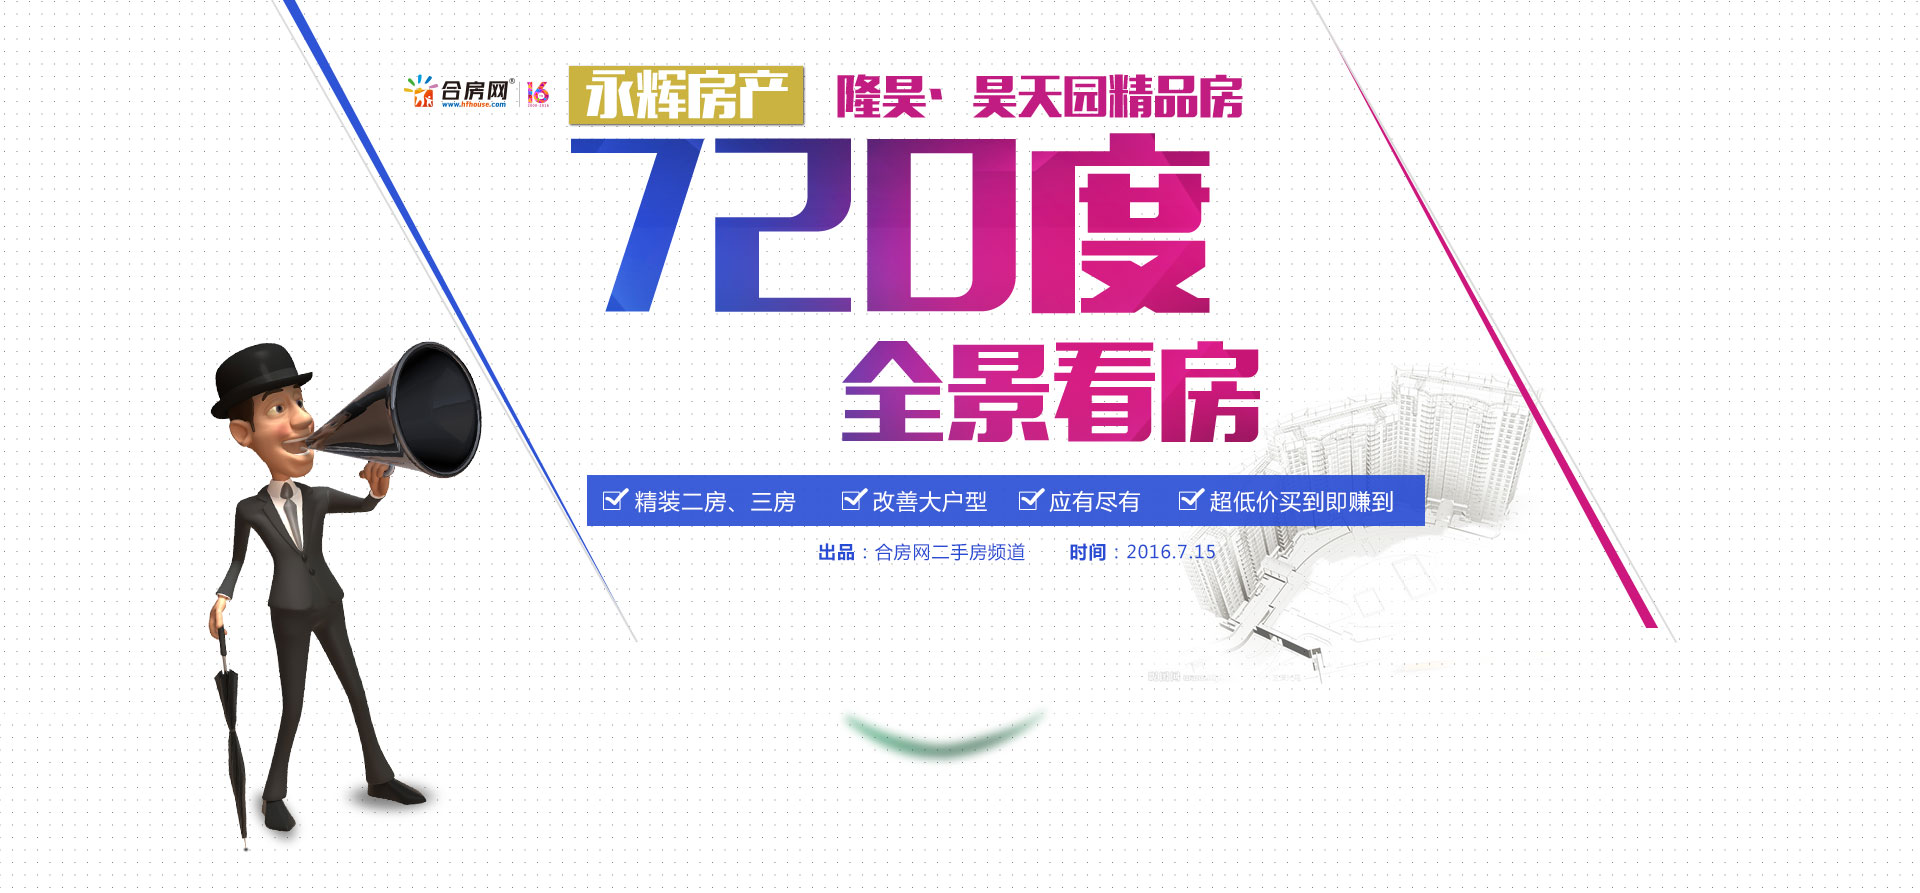 合房网® 16 永辉房产 隆昊· 昊天园精品房
www.hfhouse.com
720度
全景看房
精装二房、三房 改善大户型 应有尽有 超低价买到即赚到
出品：合房网二手房频道 时间：2016.7.15